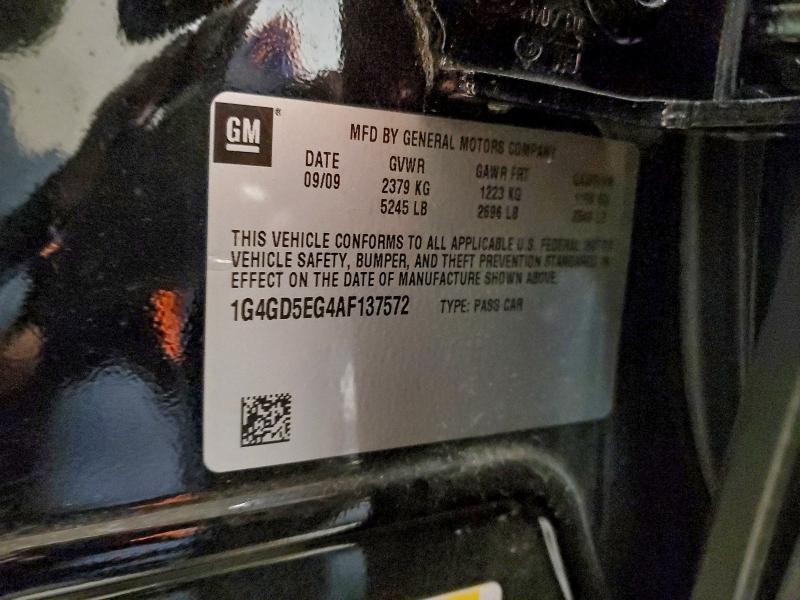 GM
MFD BY GENERAL MOTORS COMPANY
DATE GVWR GAWR FRT
09/09 2379 KG 1223 KG
5245 LB 2696 LB
THIS VEHICLE CONFORMS TO ALL APPLICABLE U.S. FEDERAL MOTOR
VEHICLE SAFETY, BUMPER, AND THEFT PREVENTION STANDARDS IN
EFFECT ON THE DATE OF MANUFACTURE SHOWN ABOVE.
1G4GD5EG4AF137572 TYPE: PASS CAR